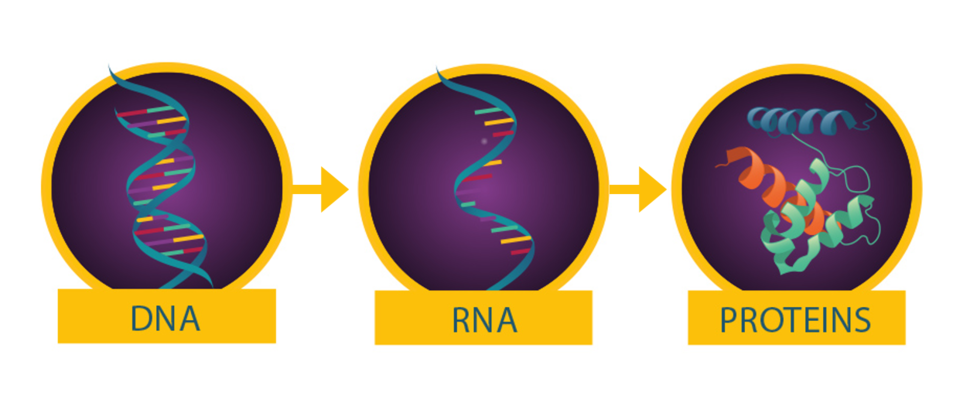 DNA
RNA
PROTEINS